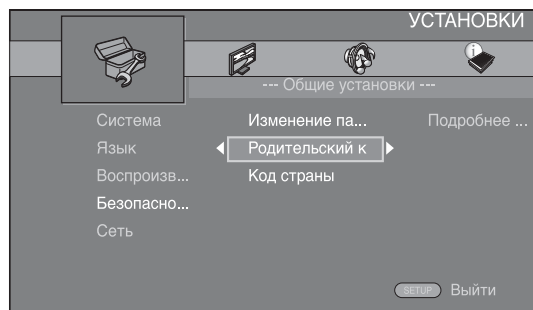 УСТАНОВКИ
--- Общие установки ---
Система
Изменение па...
Подробнее ...
Язык
Родительский к
Воспроизв...
Код страны
Безопасно...
Сеть
SETUP Выйти